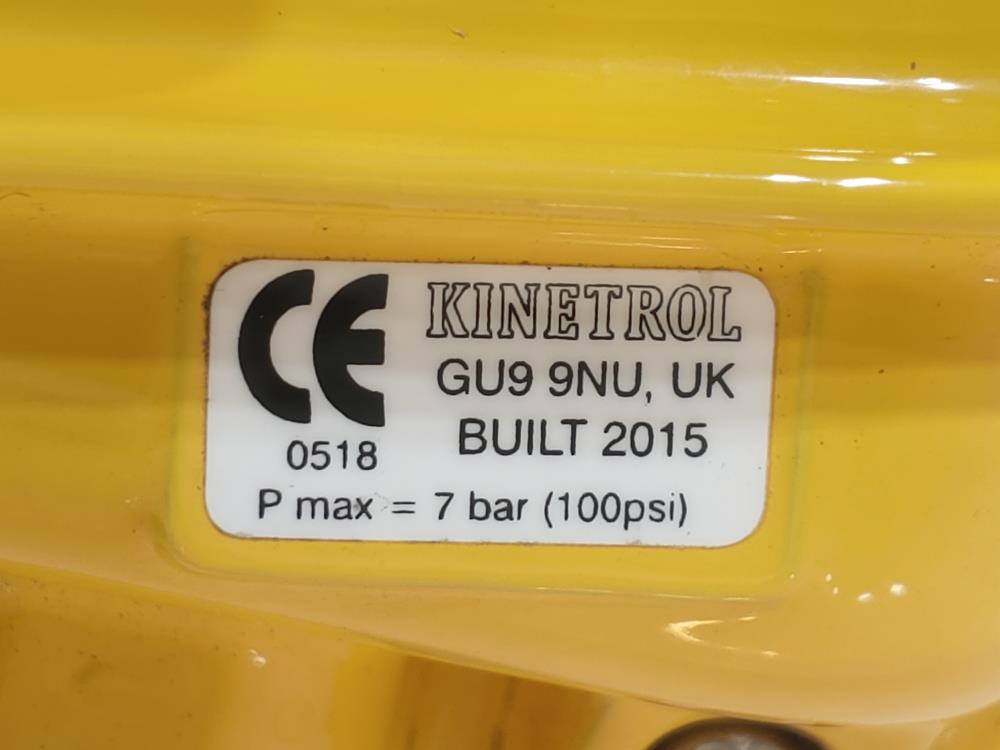 CE KINETROL
GU9 9NU, UK
BUILT 2015
0518
P max = 7 bar (100psi)